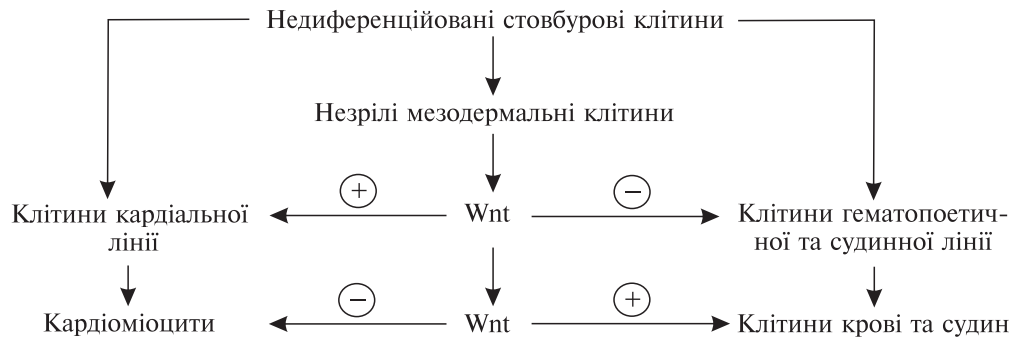 Недиференційовані стовбурові клітини
Незрілі мезодермальні клітини
+
−
Клітини кардіальної
лінії
Wnt
Клітини гематопоетич-
ної та судинної лінії
−
+
Кардіоміоцити
Wnt
Клітини крові та судин